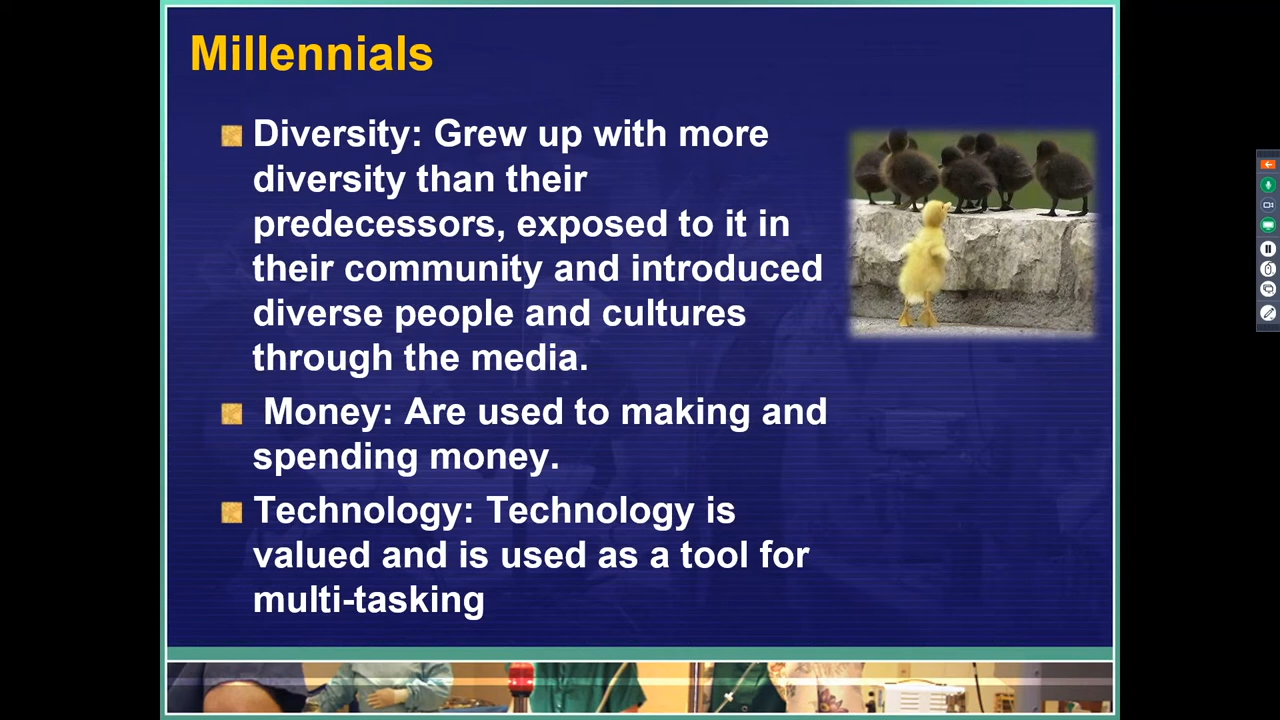 Millennials
Diversity: Grew up with more
diversity than their
predecessors, exposed to it in
their community and introduced
diverse people and cultures
through the media.
Money: Are used to making and
spending money.
Technology: Technology is
valued and is used as a tool for
multi-tasking